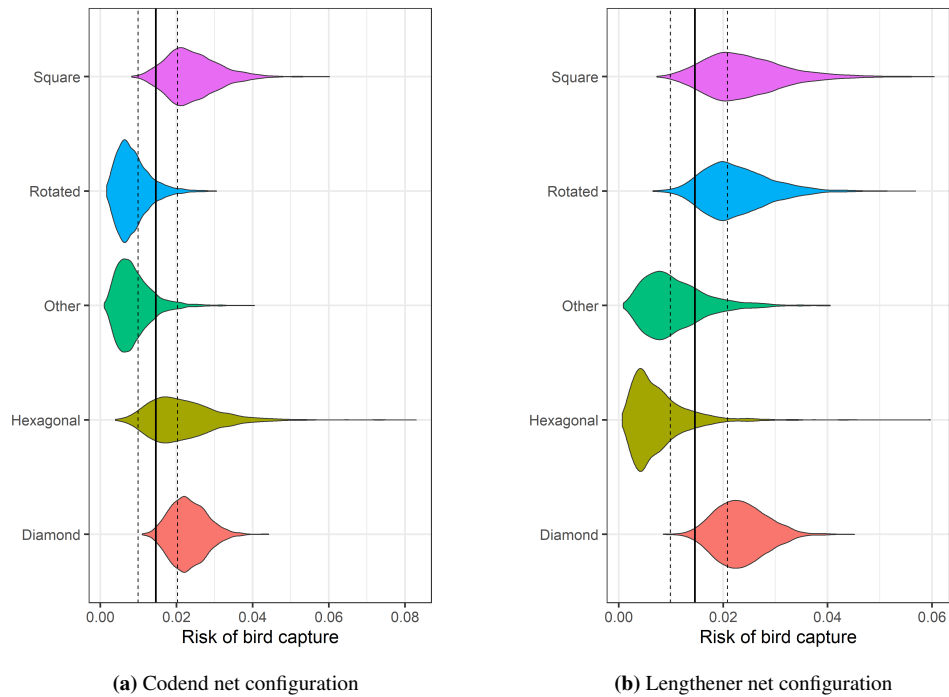 Square
Rotated
Other
Hexagonal
Diamond
0.00 0.02 0.04 0.06 0.08
Risk of bird capture
(a) Codend net configuration
Square
Rotated
Other
Hexagonal
Diamond
0.00 0.02 0.04 0.06
Risk of bird capture
(b) Lengthener net configuration